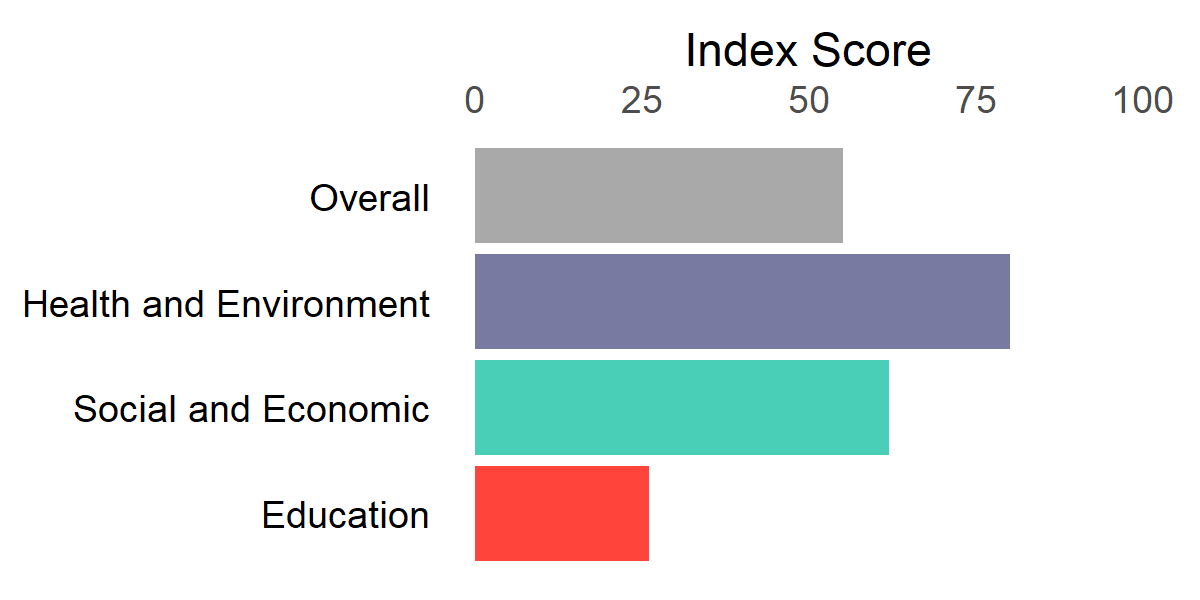 Index Score
0 25 50 75 100
Overall
Health and Environment
Social and Economic
Education